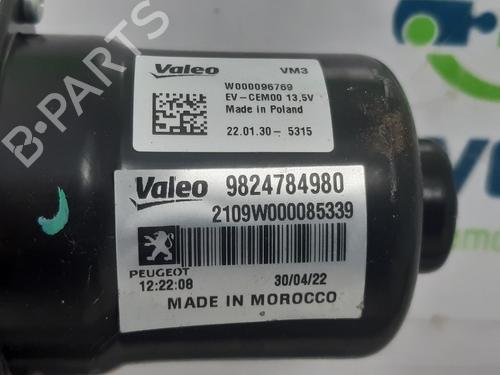 Valeo VM3
W000096769
EV-CEM00 13,5V
Made in Poland
22.01.30- 5315
Valeo 9824784980
2109W000085339
PEUGEOT
12:22:08 30/04/22
MADE IN MOROCCO
B-PARTS